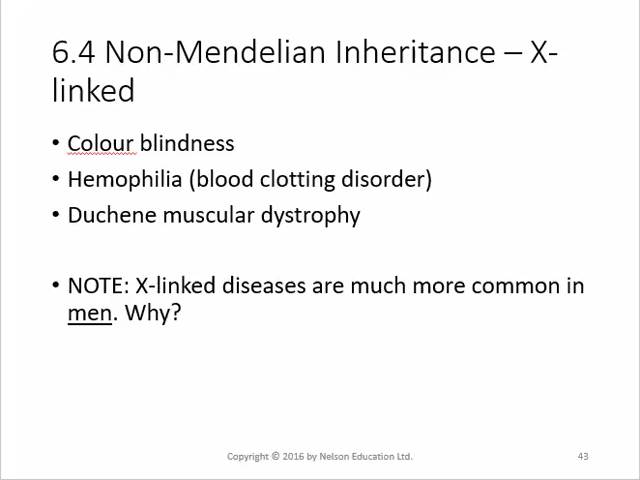 6.4 Non-Mendelian Inheritance – X-
linked
• Colour blindness
• Hemophilia (blood clotting disorder)
• Duchene muscular dystrophy
• NOTE: X-linked diseases are much more common in
men. Why?
Copyright © 2016 by Nelson Education Ltd.
43